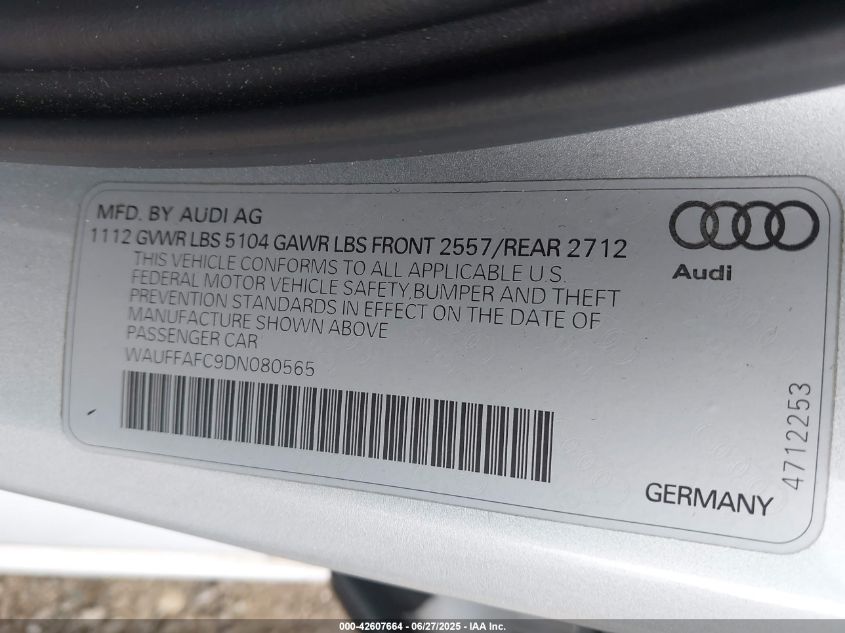 MFD. BY AUDI AG
1112 GVWR LBS 5104 GAWR LBS FRONT 2557/REAR 2712
THIS VEHICLE CONFORMS TO ALL APPLICABLE U.S.
FEDERAL MOTOR VEHICLE SAFETY,BUMPER AND THEFT
PREVENTION STANDARDS IN EFFECT ON THE DATE OF
MANUFACTURE SHOWN ABOVE
PASSENGER CAR
WAUFFAFC9DN080565
Audi
4712253
GERMANY
000-42607664 - 06/27/2025 - IAA Inc.